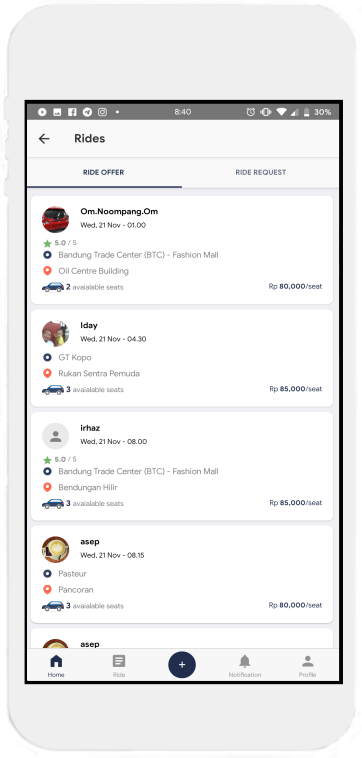 8:40
30%
Rides
RIDE OFFER
RIDE REQUEST
Om.Noompang.Om
Wed, 21 Nov - 01.00
5.0 / 5
Bandung Trade Center (BTC) - Fashion Mall
Oil Centre Building
2 avaialable seats
Rp 80,000/seat
Iday
Wed, 21 Nov - 04.30
GT Kopo
Rukan Sentra Pemuda
3 avaialable seats
Rp 85,000/seat
irhaz
Wed, 21 Nov - 08.00
5.0 / 5
Bandung Trade Center (BTC) - Fashion Mall
Bendungan Hilir
3 avaialable seats
Rp 85,000/seat
asep
Wed, 21 Nov - 08.15
Pasteur
Pancoran
3 avaialable seats
Rp 80,000/seat
asep
Home
Ride
Notification
Profile